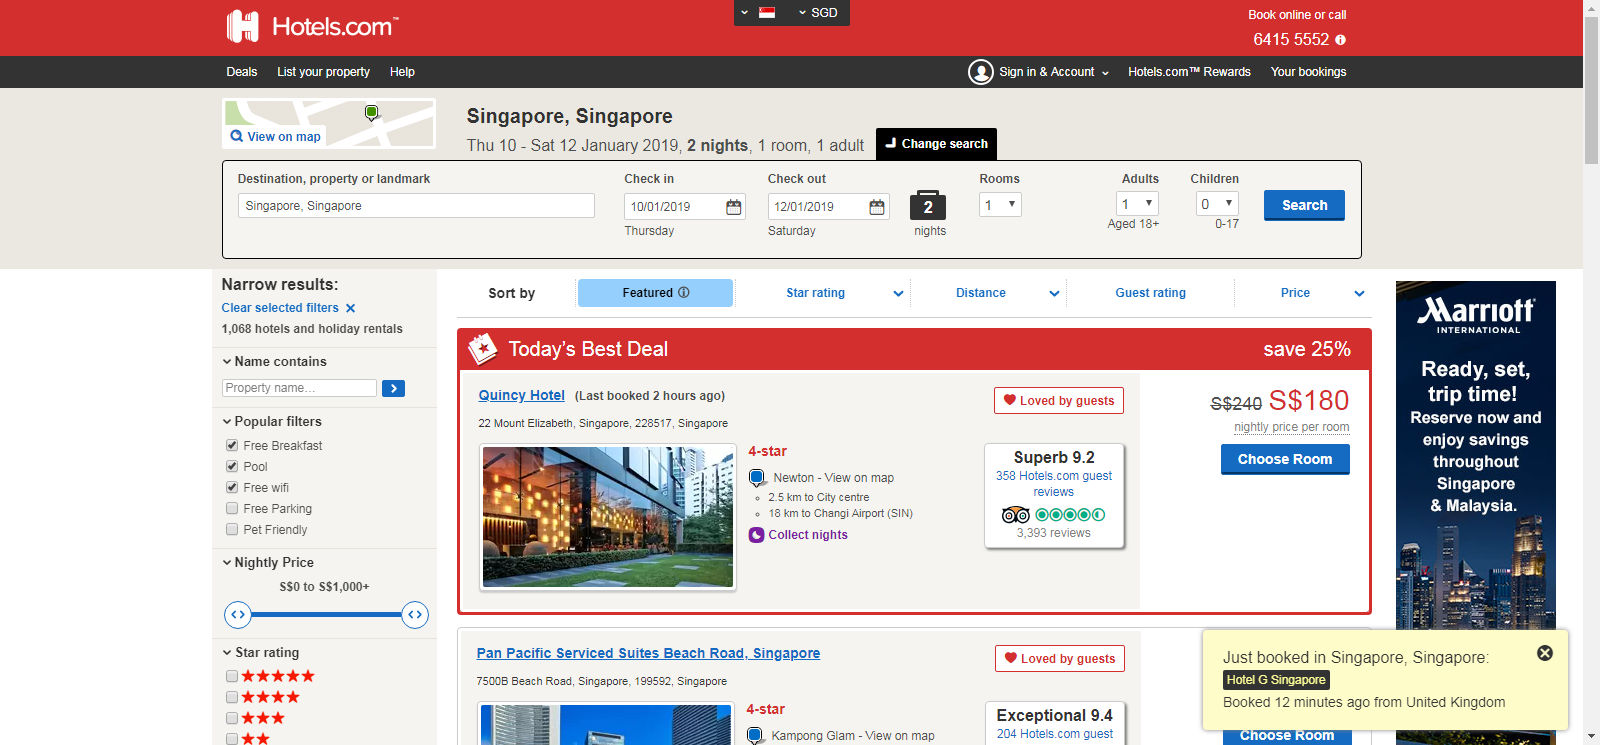 Hotels.com™
SGD
Book online or call
6415 5552
Deals
List your property
Help
Sign in & Account
Hotels.com™ Rewards
Your bookings
View on map
Singapore, Singapore
Thu 10 - Sat 12 January 2019, 2 nights, 1 room, 1 adult
Change search
Destination, property or landmark
Check in
Check out
Rooms
Adults
Children
Singapore, Singapore
10/01/2019
12/01/2019
2
1
1
0
Search
Thursday
Saturday
nights
Aged 18+
0-17
Narrow results:
Clear selected filters
1,068 hotels and holiday rentals
Name contains
Property name...
Popular filters
Free Breakfast
Pool
Free wifi
Free Parking
Pet Friendly
Nightly Price
S$0 to S$1,000+
Star rating
Sort by
Featured
Star rating
Distance
Guest rating
Price
Today's Best Deal
save 25%
Quincy Hotel
(Last booked 2 hours ago)
Loved by guests
22 Mount Elizabeth, Singapore, 228517, Singapore
4-star
Newton - View on map
2.5 km to City centre
18 km to Changi Airport (SIN)
Collect nights
Superb 9.2
358 Hotels.com guest
reviews
3,393 reviews
S$240 S$180
nightly price per room
Choose Room
Pan Pacific Serviced Suites Beach Road, Singapore
Loved by guests
7500B Beach Road, Singapore, 199592, Singapore
4-star
Kampong Glam - View on map
Exceptional 9.4
204 Hotels.com guest
Choose Room
Marriott
INTERNATIONAL
Ready, set,
trip time!
Reserve now and
enjoy savings
throughout
Singapore
& Malaysia.
Just booked in Singapore, Singapore:
Hotel G Singapore
Booked 12 minutes ago from United Kingdom